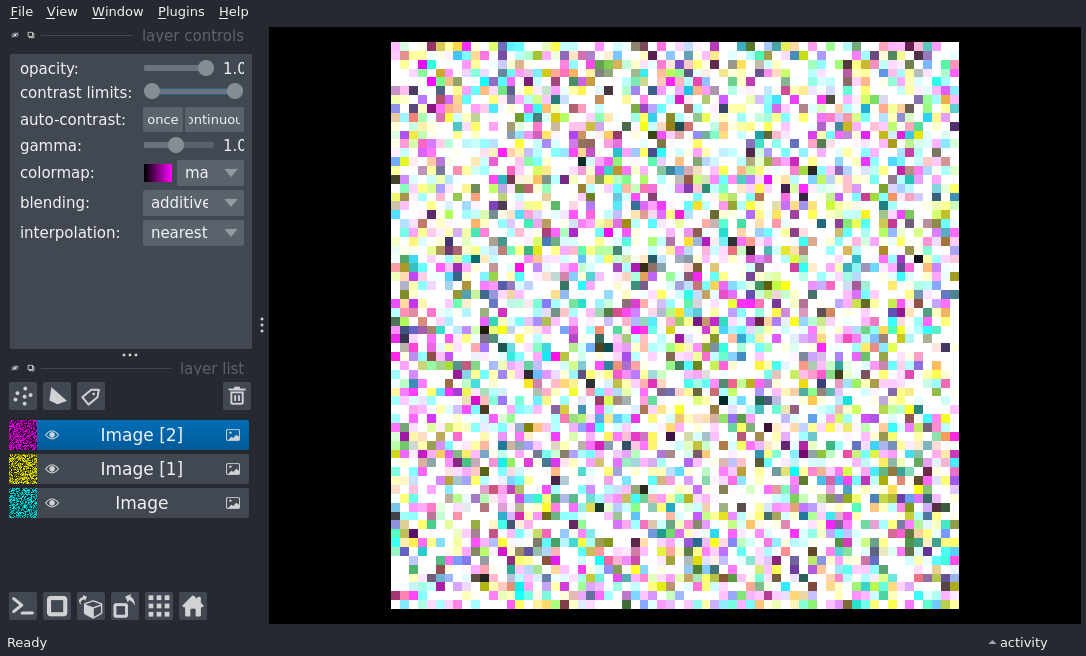 File View Window Plugins Help
layer controls
opacity: 1.0
contrast limits:
auto-contrast: once ontinuou
gamma: 1.0
colormap: ma
blending: additive
interpolation: nearest
layer list
Image [2]
Image [1]
Image
Ready activity